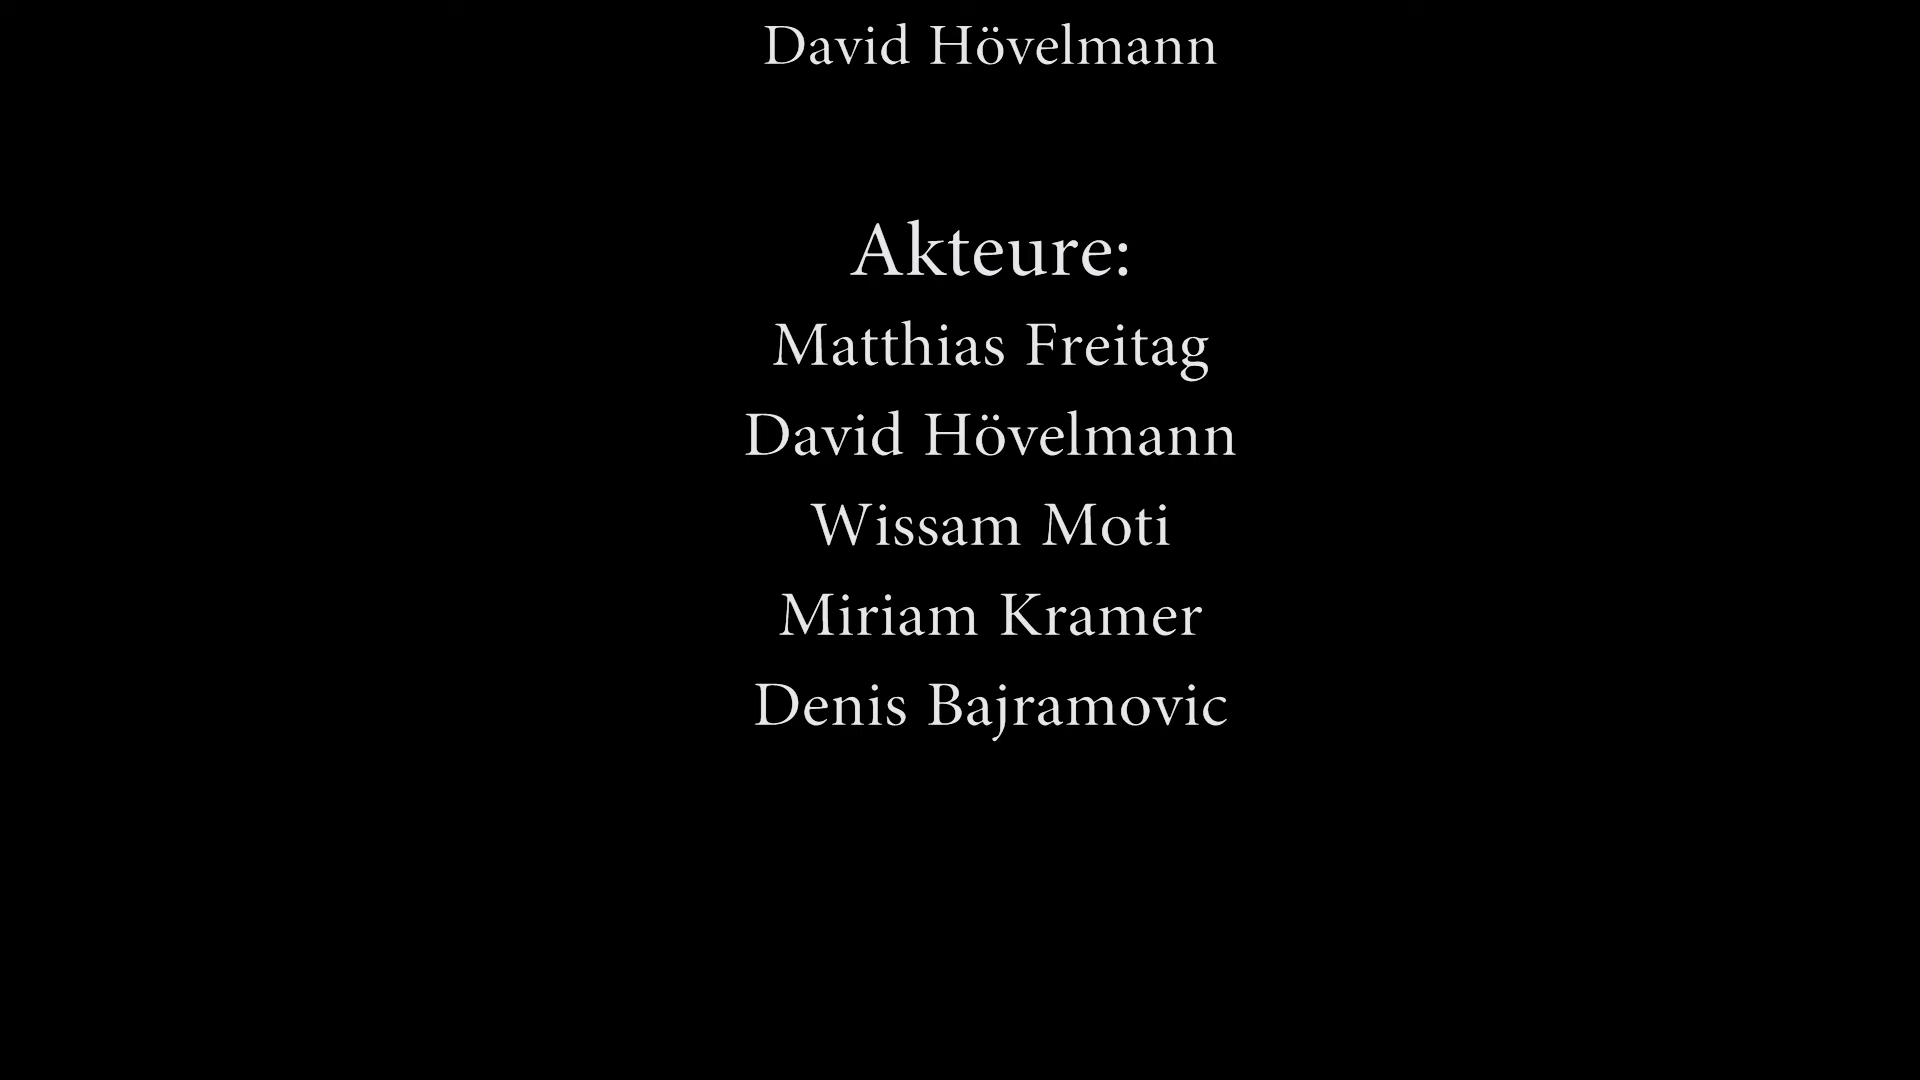 David Hövelmann
Akteure:
Matthias Freitag
David Hövelmann
Wissam Moti
Miriam Kramer
Denis Bajramovic